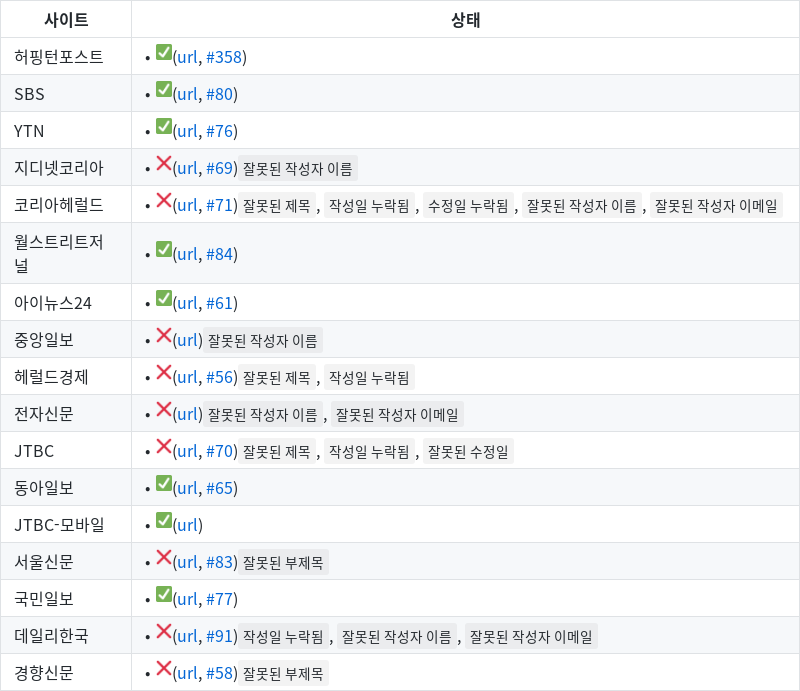 사이트 상태
허핑턴포스트 • ✅(url, #358)
SBS • ✅(url, #80)
YTN • ✅(url, #76)
지디넷코리아 • ❌(url, #69) 잘못된 작성자 이름
코리아헤럴드 • ❌(url, #71) 잘못된 제목 , 작성일 누락됨 , 수정일 누락됨 , 잘못된 작성자 이름 , 잘못된 작성자 이메일
월스트리트저
널 • ✅(url, #84)
아이뉴스24 • ✅(url, #61)
중앙일보 • ❌(url) 잘못된 작성자 이름
헤럴드경제 • ❌(url, #56) 잘못된 제목 , 작성일 누락됨
전자신문 • ❌(url) 잘못된 작성자 이름 , 잘못된 작성자 이메일
JTBC • ❌(url, #70) 잘못된 제목 , 작성일 누락됨 , 잘못된 수정일
동아일보 • ✅(url, #65)
JTBC-모바일 • ✅(url)
서울신문 • ❌(url, #83) 잘못된 부제목
국민일보 • ✅(url, #77)
데일리한국 • ❌(url, #91) 작성일 누락됨 , 잘못된 작성자 이름 , 잘못된 작성자 이메일
경향신문 • ❌(url, #58) 잘못된 부제목